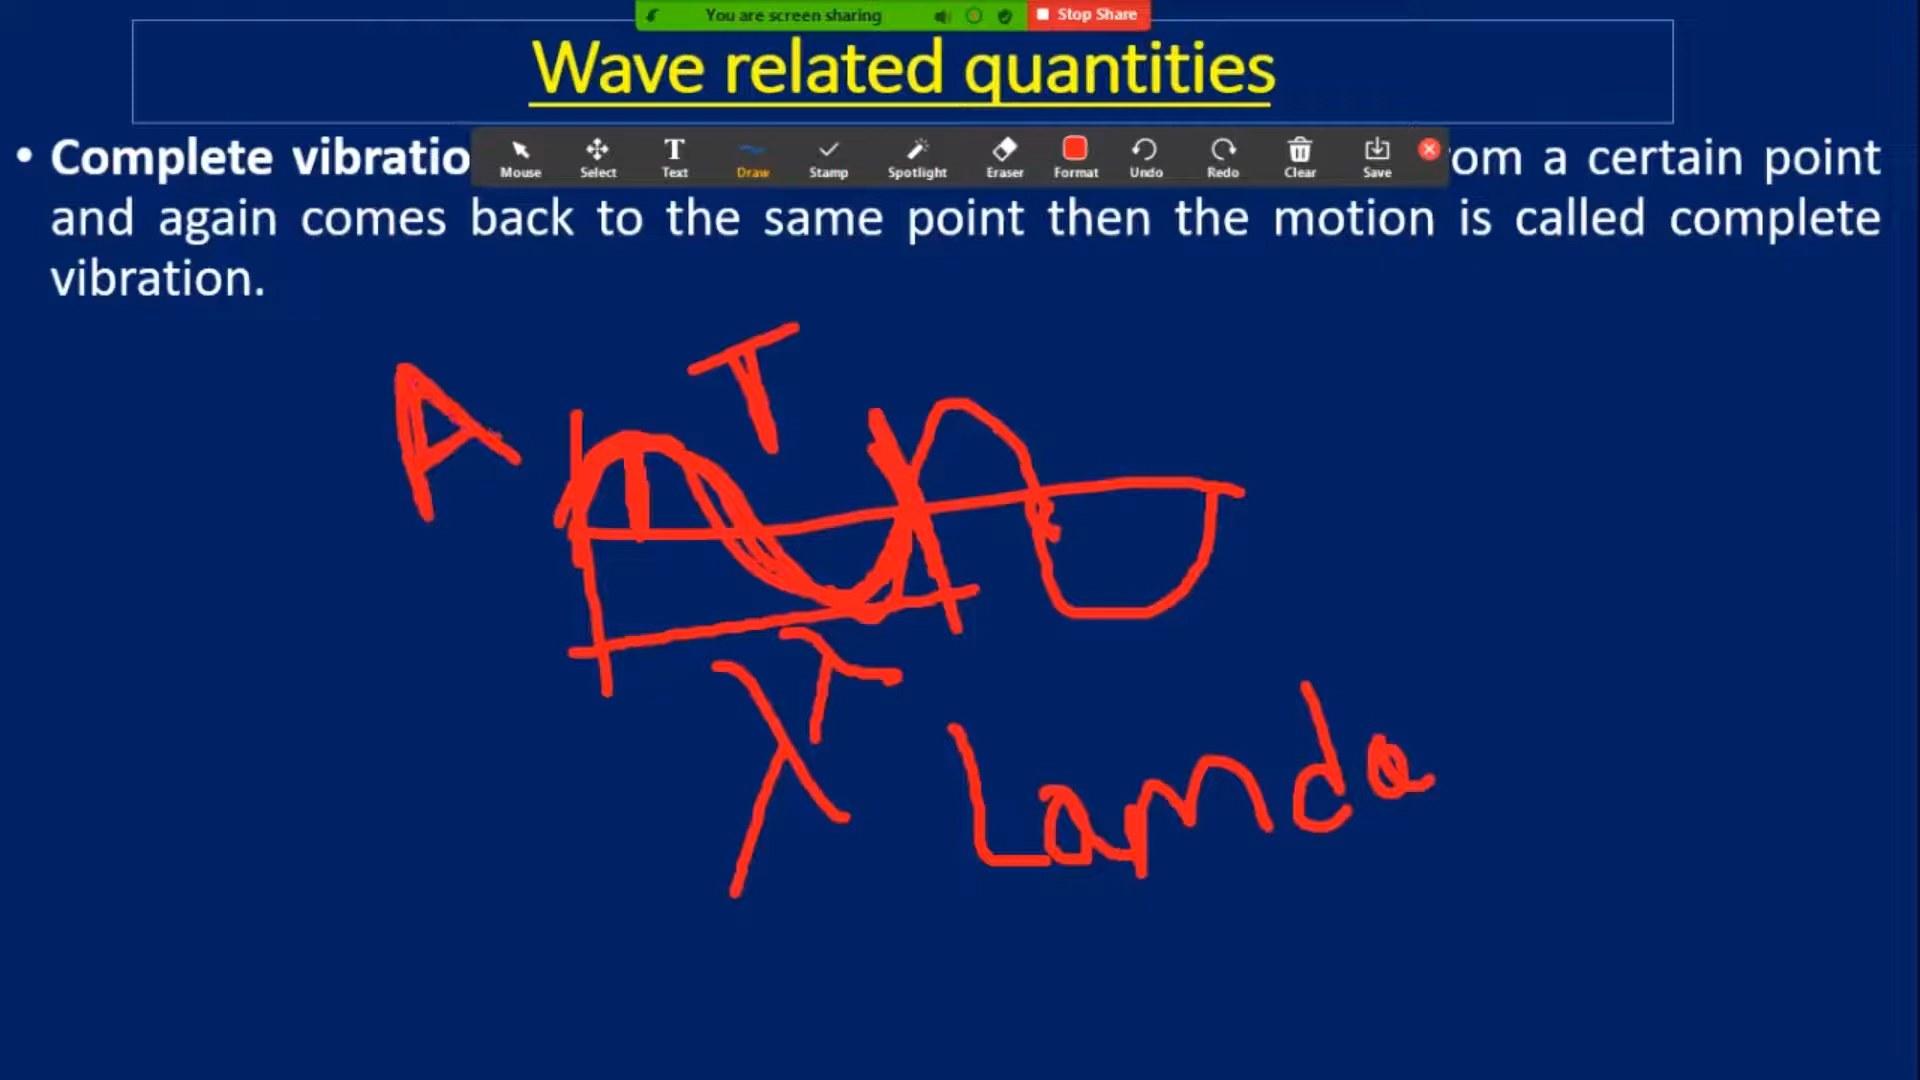 You are screen sharing Stop Share
Wave related quantities
Mouse Select Text Draw Stamp Spotlight Eraser Format Undo Redo Clear Save
• Complete vibratio om a certain point
and again comes back to the same point then the motion is called complete
vibration.
A T
λ
Lamda